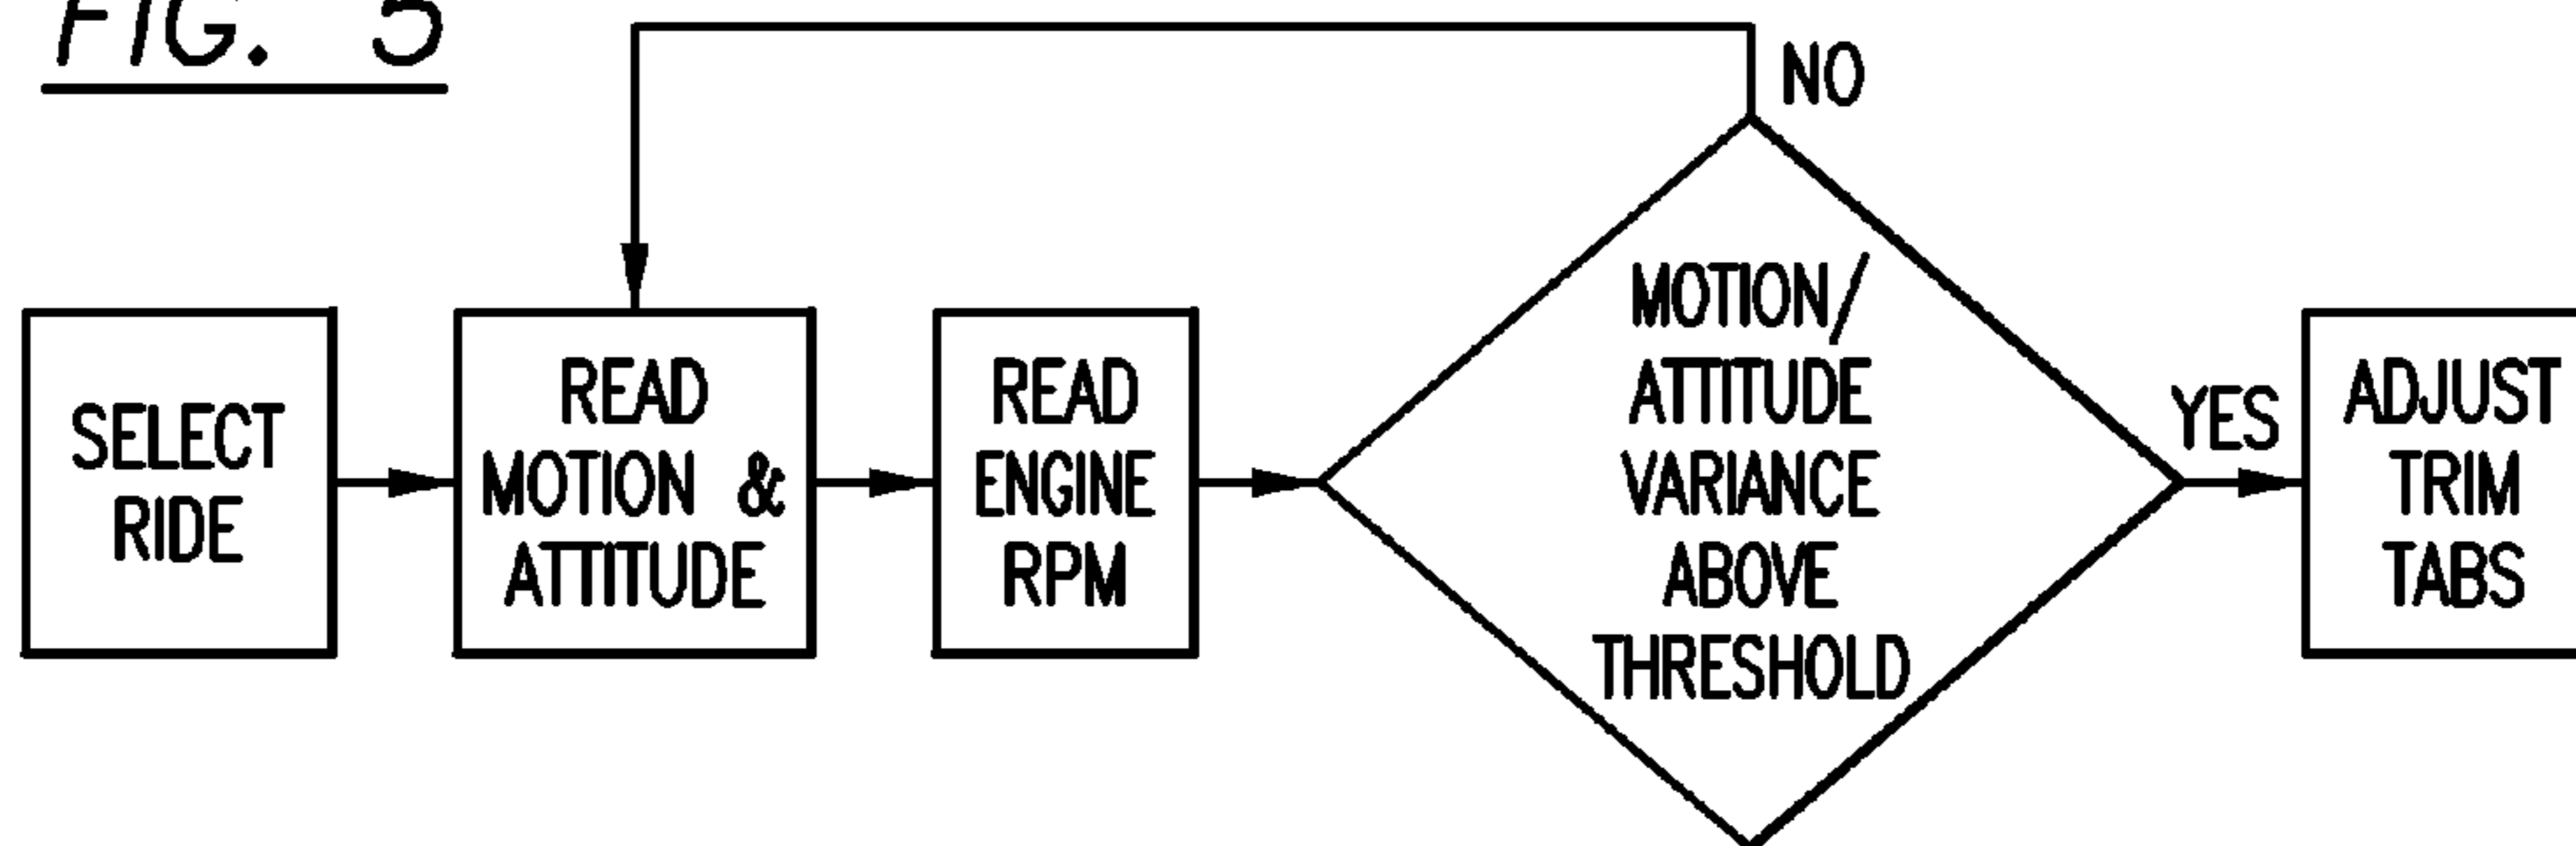 FIG. 5
NO
SELECT
RIDE
READ
MOTION &
ATTITUDE
READ
ENGINE
RPM
MOTION/
ATTITUDE
VARIANCE
ABOVE
THRESHOLD
YES
ADJUST
TRIM
TABS